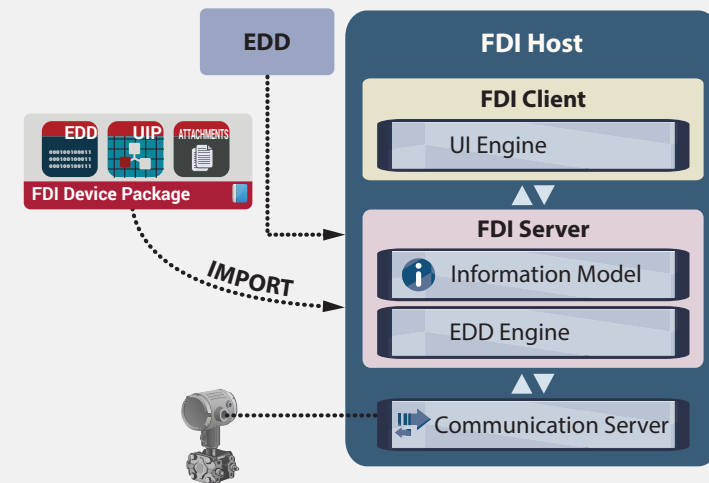 EDD
FDI Host
FDI Client
UI Engine
EDD
UIP
ATTACHMENTS
FDI Device Package
FDI Server
IMPORT
Information Model
EDD Engine
Communication Server